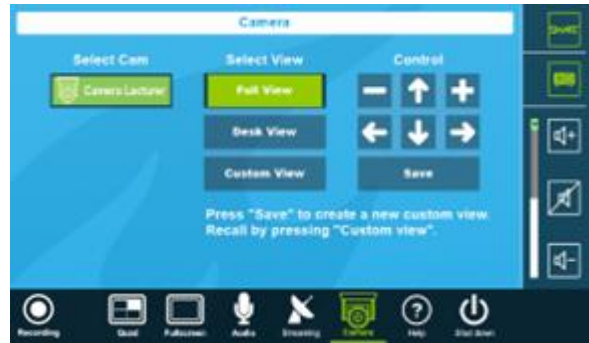 Camera
Select Cam
Select View
Control
Camera Lecturer
Full View
Desk View
Custom View
Save
Press "Save" to create a new custom view.
Recall by pressing "Custom view".
Recording
Quad
Fullscreen
Audio
Streaming
Camera
Help
Shut down